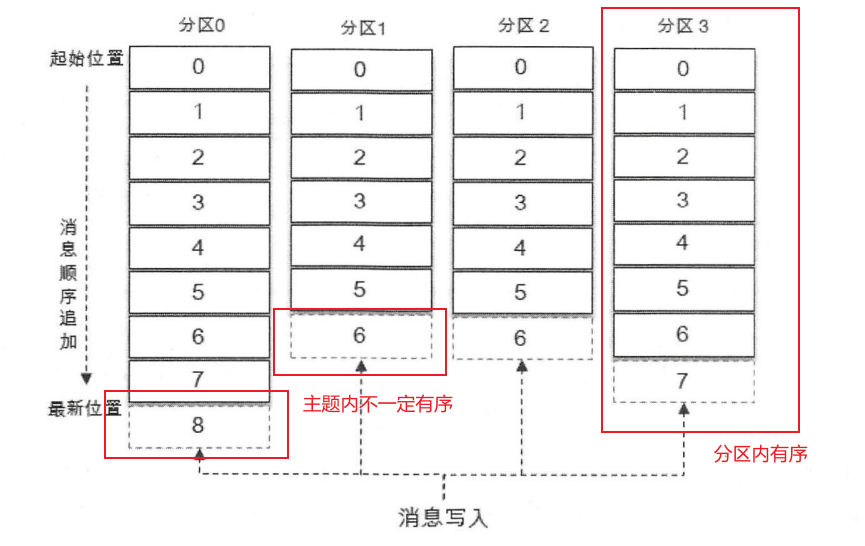 分区0 分区1 分区 2 分区 3
起始位置 0 0 0 0
1 1 1 1
2 2 2 2
3 3 3 3
消息顺序追加
4 4 4 4
5 5 5 5
6 6 6 6
7 7
最新位置 8
主题内不一定有序
分区内有序
消息写入